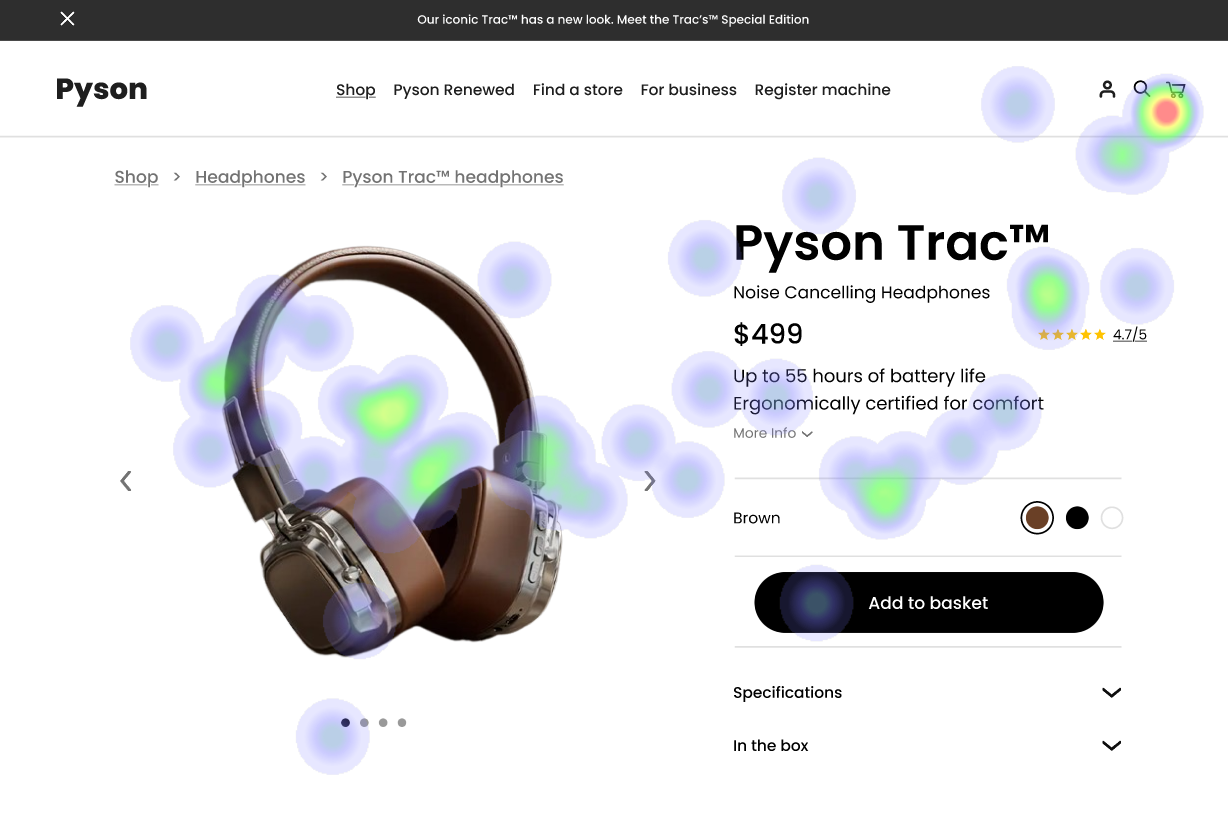 Our iconic Trac™ has a new look. Meet the Trac's™ Special Edition
Pyson
Shop Pyson Renewed Find a store For business Register machine
Shop > Headphones > Pyson Trac™ headphones
Pyson Trac™
Noise Cancelling Headphones
$499
4.7/5
Up to 55 hours of battery life
Ergonomically certified for comfort
More Info
Brown
Add to basket
Specifications
In the box